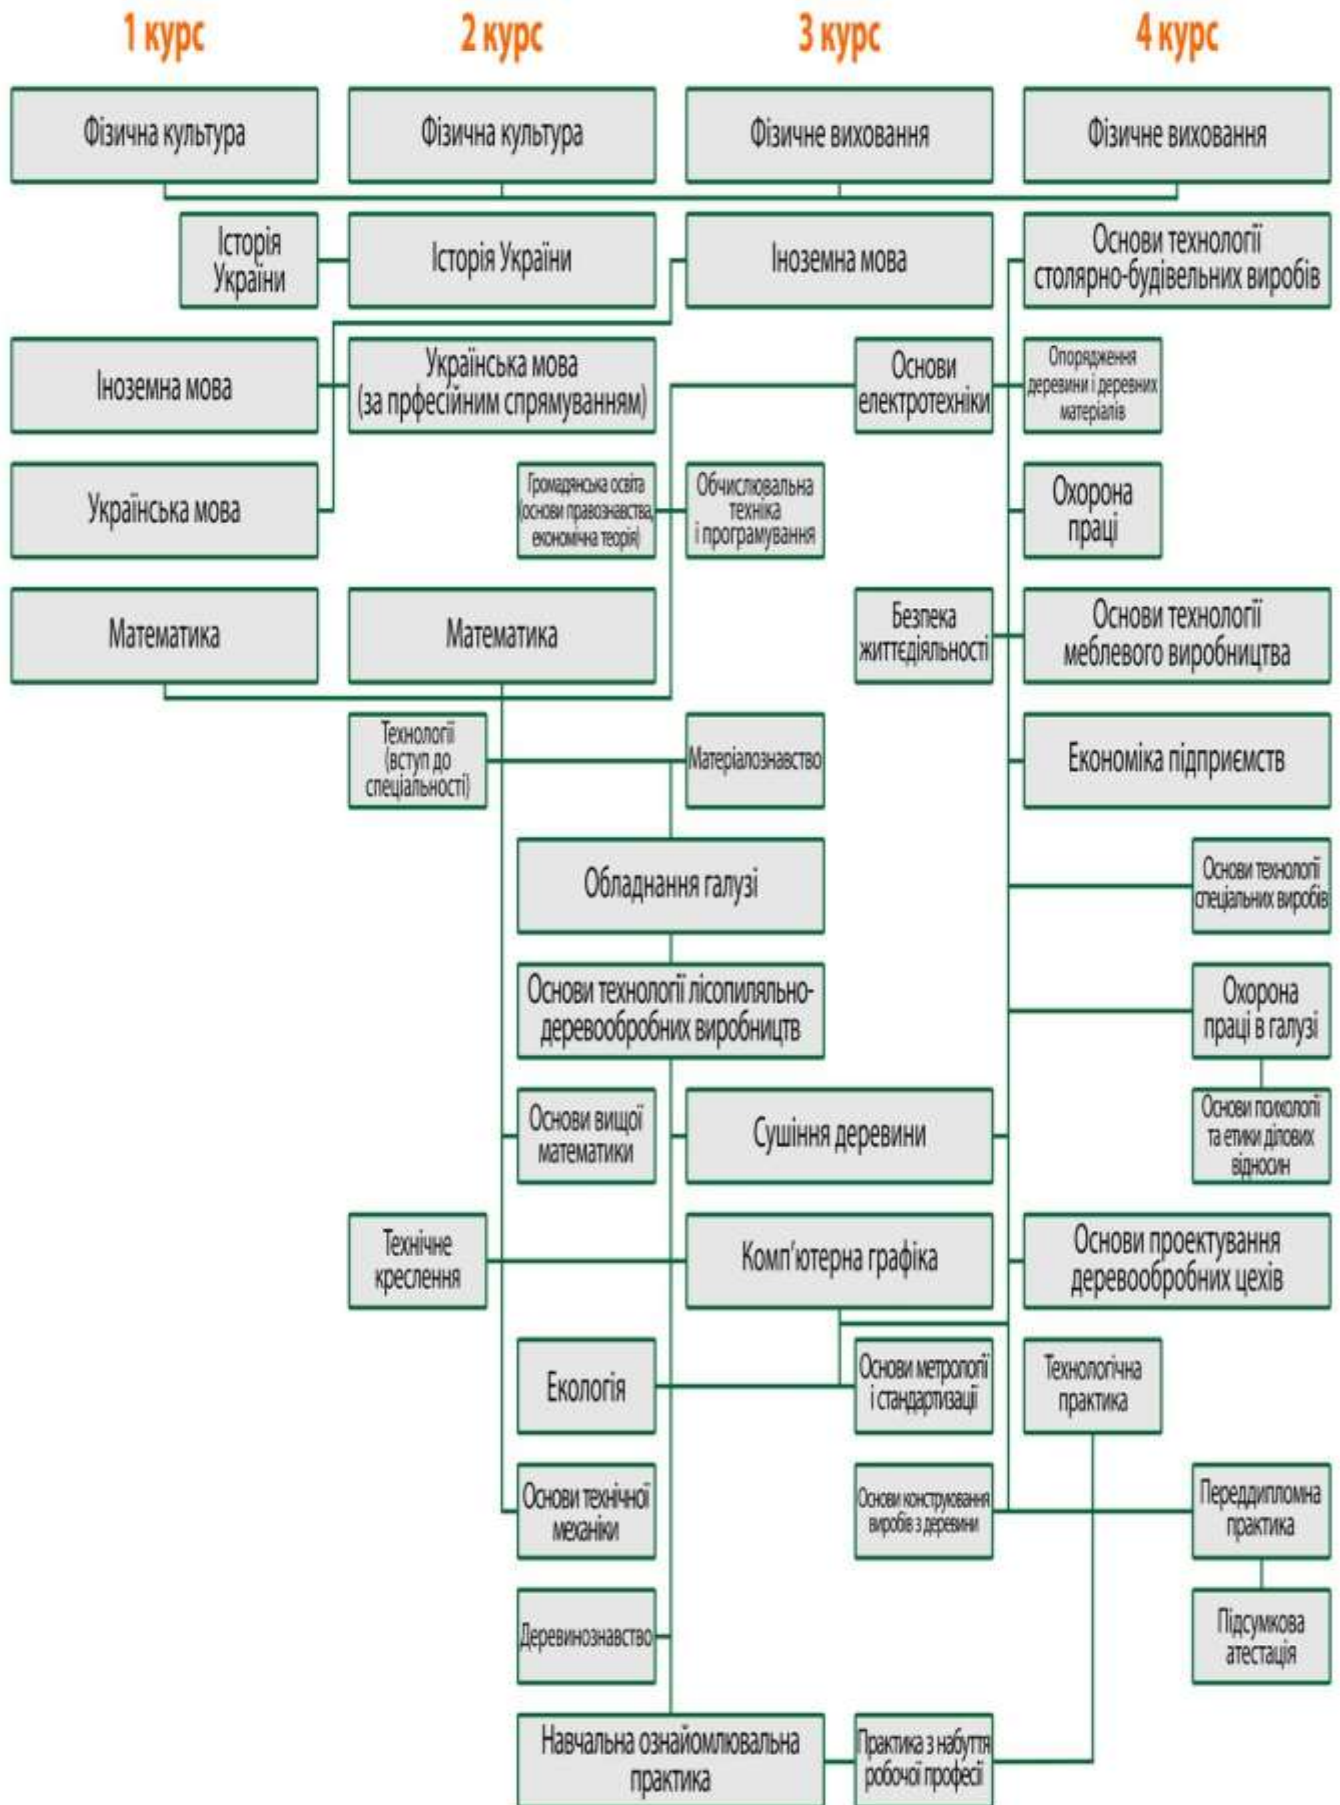 1 курс
2 курс
3 курс
4 курс
Фізична культура
Фізична культура
Фізичне виховання
Фізичне виховання
Історія
України
Історія України
Іноземна мова
Основи технології
столярно-будівельних виробів
Іноземна мова
Українська мова
(за прфесійним спрямуванням)
Основи
електротехніки
Опорядження
деревини і деревних
матеріалів
Українська мова
Громадянська освіта
(основи правознавства,
економічна теорія)
Обчислювальна
техніка
і програмування
Охорона
праці
Математика
Математика
Безпека
життєдіяльності
Основи технології
меблевого виробництва
Технології
(вступ до
спеціальності)
Матеріалознавство
Економіка підприємств
Обладнання галузі
Основи технології
спеціальних виробів
Основи технології лісопиляльно-
деревообробних виробництв
Охорона
праці в галузі
Основи вищої
математики
Сушіння деревини
Основи психології
та етики ділових
відносин
Технічне
креслення
Комп'ютерна графіка
Основи проектування
деревообробних цехів
Екологія
Основи метрології
і стандартизації
Технологічна
практика
Основи технічної
механіки
Основи конструювання
виробів з деревини
Переддипломна
практика
Деревинознавство
Підсумкова
атестація
Навчальна ознайомлювальна
практика
Практика з набуття
робочої професії